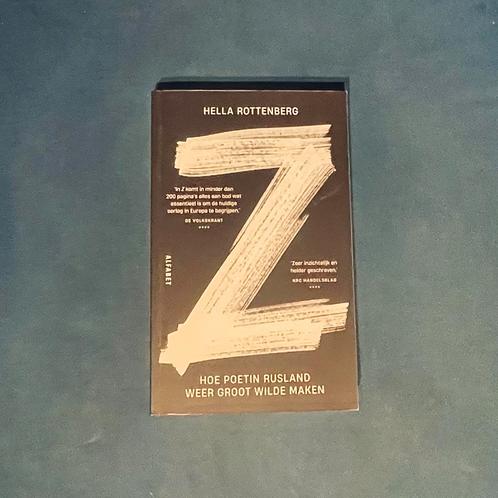 HELLA ROTTENBERG
Z
'In Z komt in minder dan
200 pagina's alles aan bod wat
essentieel is om de huidige
oorlog in Europa te begrijpen.'
DE VOLKSKRANT
★★★★
'Zeer inzichtelijk en
helder geschreven.'
NRC HANDELSBLAD
★★★★
ALFABET
HOE POETIN RUSLAND
WEER GROOT WILDE MAKEN